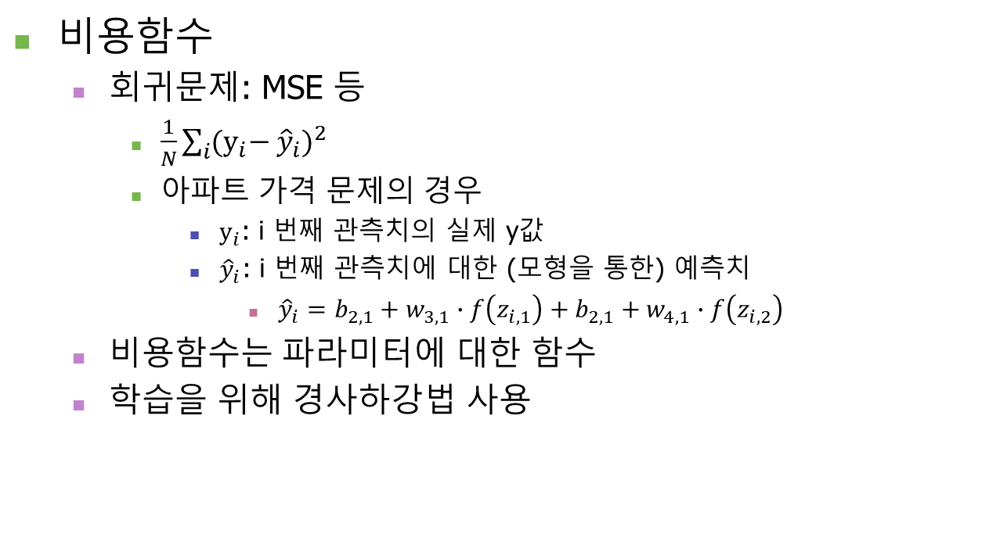 비용함수
회귀문제: MSE 등
$\frac{1}{N}\sum_i(y_i - \hat{y}_i)^2$
아파트 가격 문제의 경우
$y_i$: i 번째 관측치의 실제 y값
$\hat{y}_i$: i 번째 관측치에 대한 (모형을 통한) 예측치
$\hat{y}_i = b_{2,1} + w_{3,1} \cdot f(z_{i,1}) + b_{2,1} + w_{4,1} \cdot f(z_{i,2})$
비용함수는 파라미터에 대한 함수
학습을 위해 경사하강법 사용